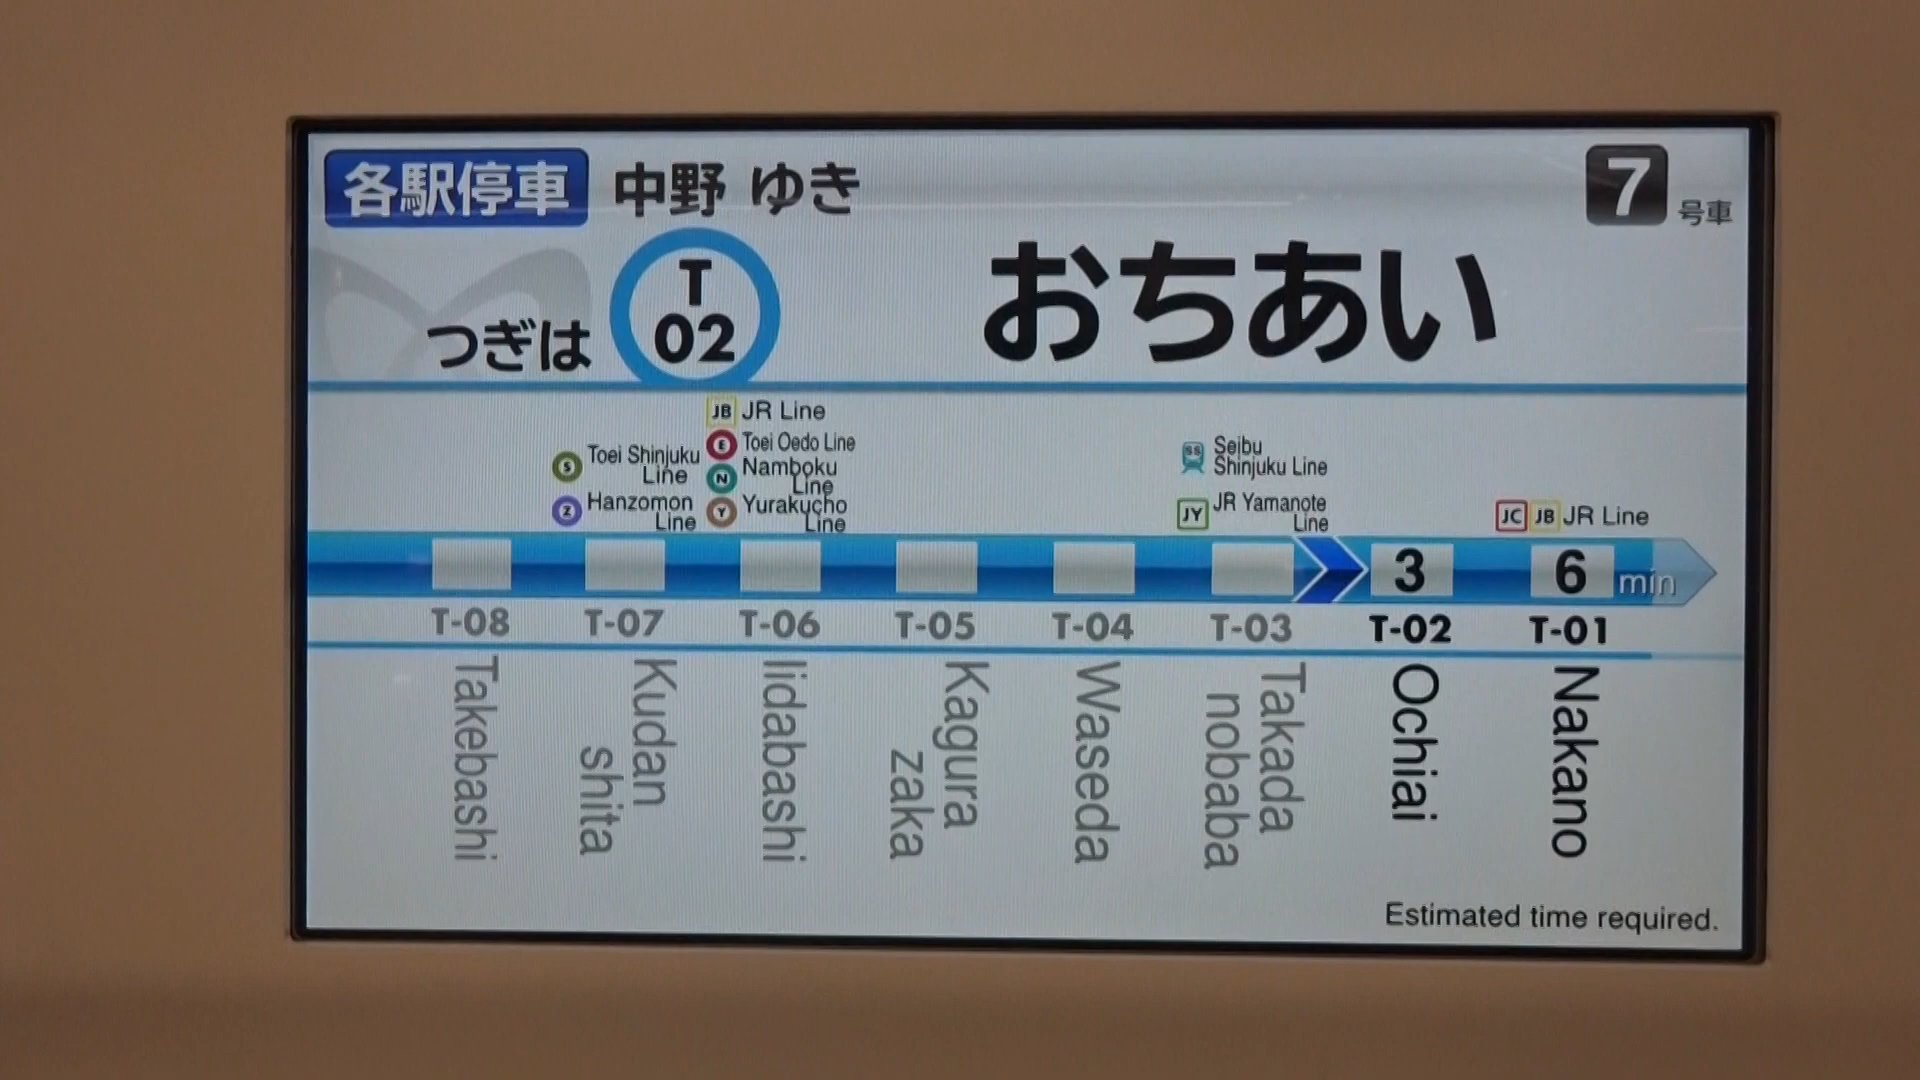 各駅停車 中野 ゆき
7 号車
つぎは T 02 おちあい
S Toei Shinjuku Line
Z Hanzomon Line
JB JR Line
E Toei Oedo Line
N Namboku Line
Y Yurakucho Line
SS Seibu Shinjuku Line
JY JR Yamanote Line
JC JB JR Line
3 6 min
T-08 T-07 T-06 T-05 T-04 T-03 T-02 T-01
Takebashi
Kudan
shita
Iidabashi
Kagura
zaka
Waseda
Takada
nobaba
Ochiai
Nakano
Estimated time required.